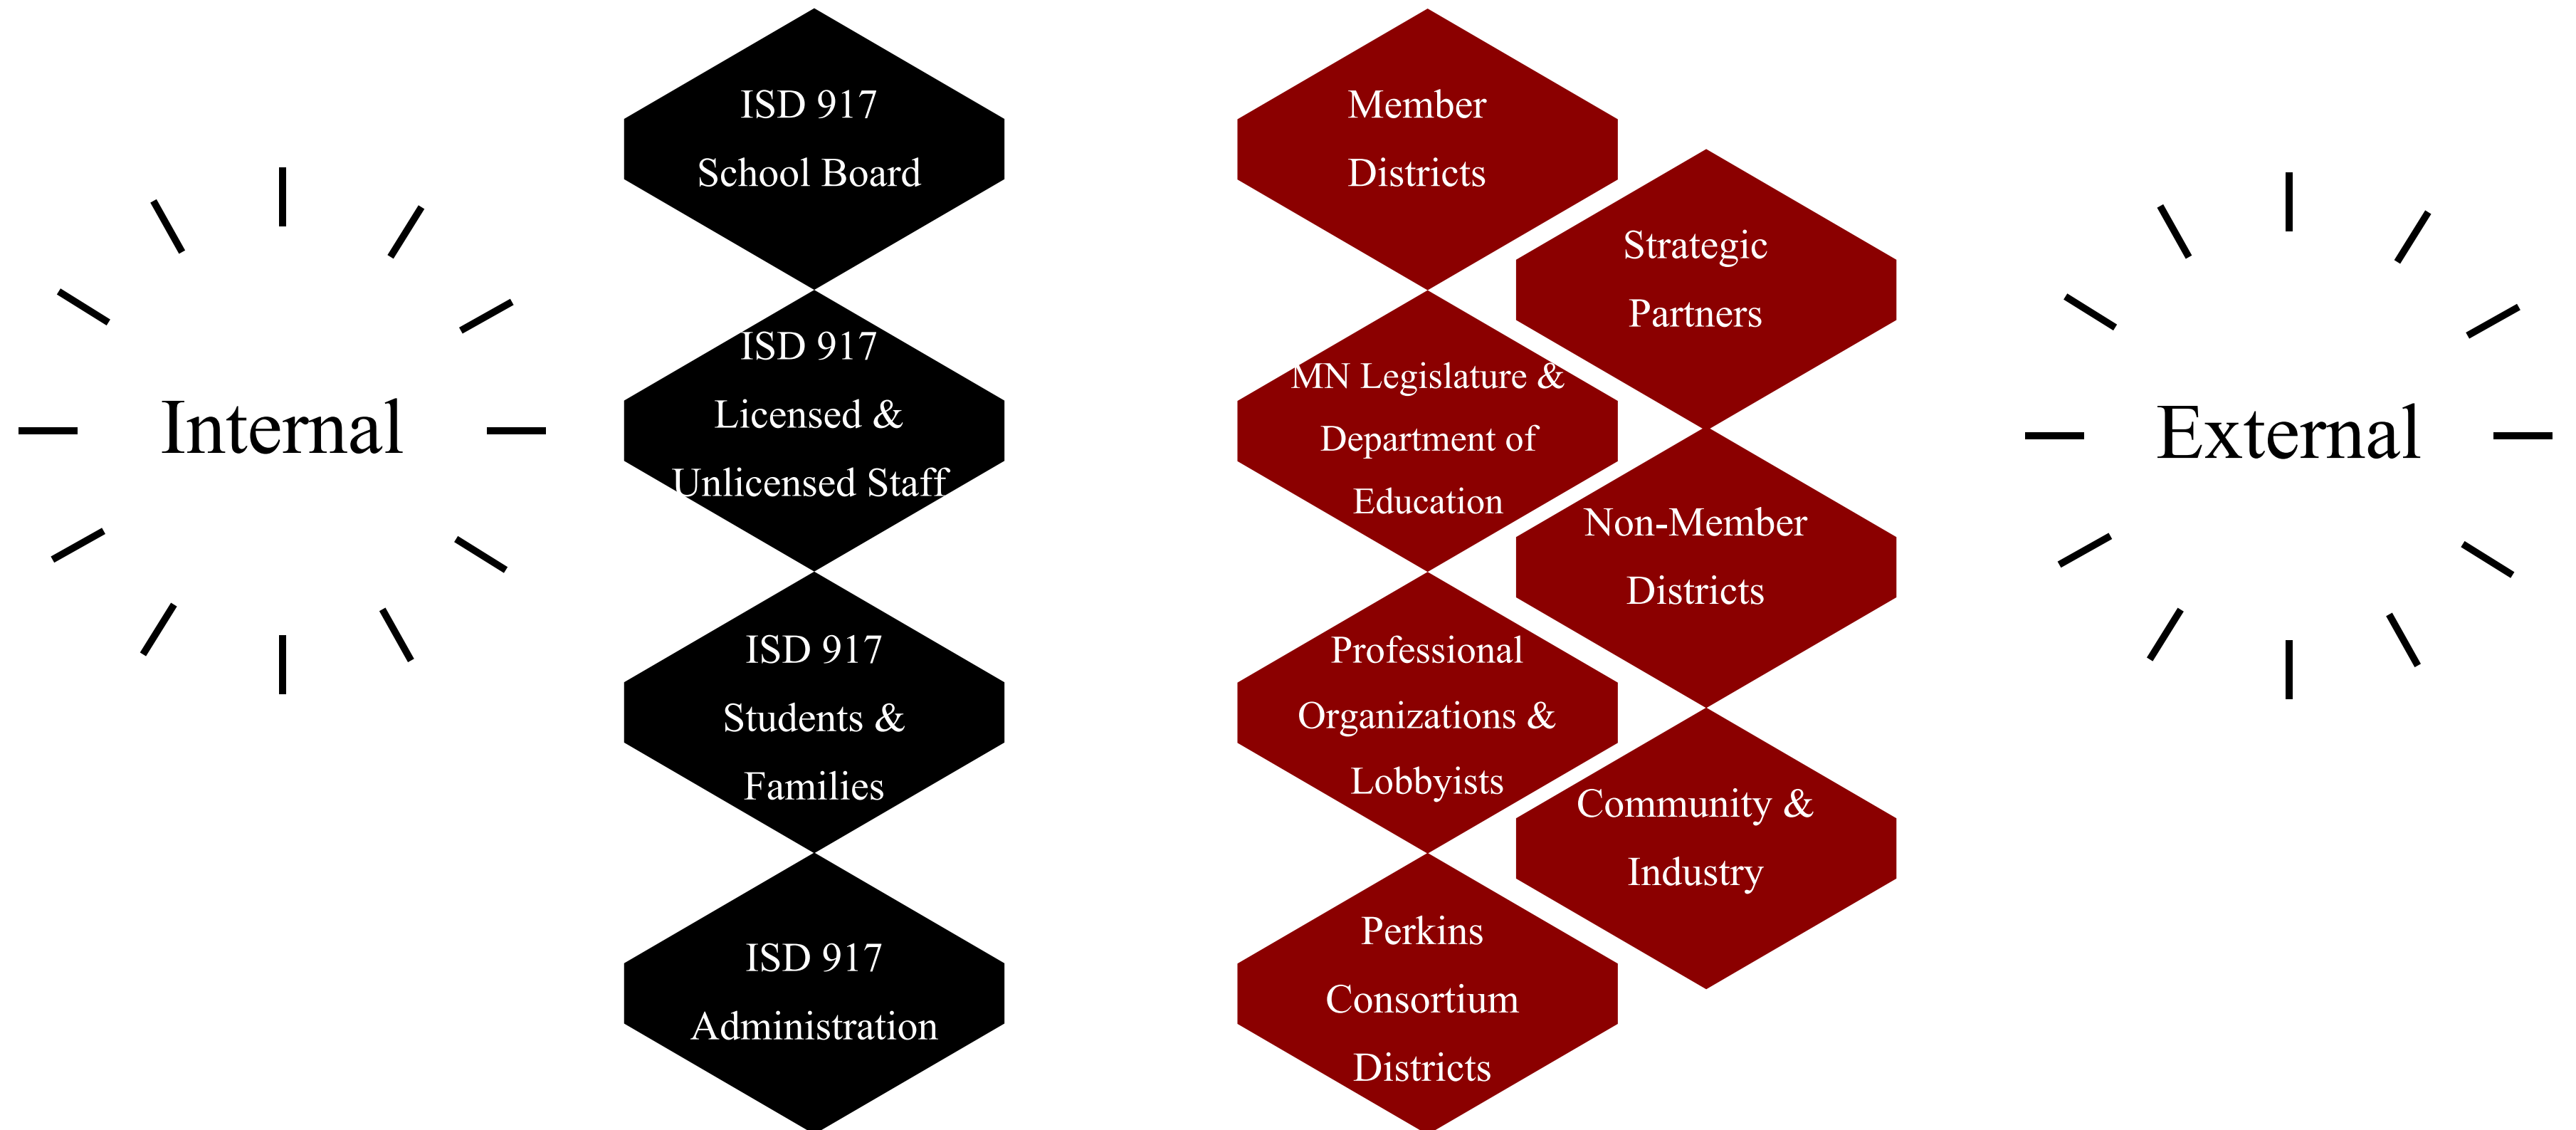 Internal
ISD 917
School Board
ISD 917
Licensed &
Unlicensed Staff
ISD 917
Students &
Families
ISD 917
Administration
Member
Districts
MN Legislature &
Department of
Education
Professional
Organizations &
Lobbyists
Perkins
Consortium
Districts
Strategic
Partners
Non-Member
Districts
Community &
Industry
External